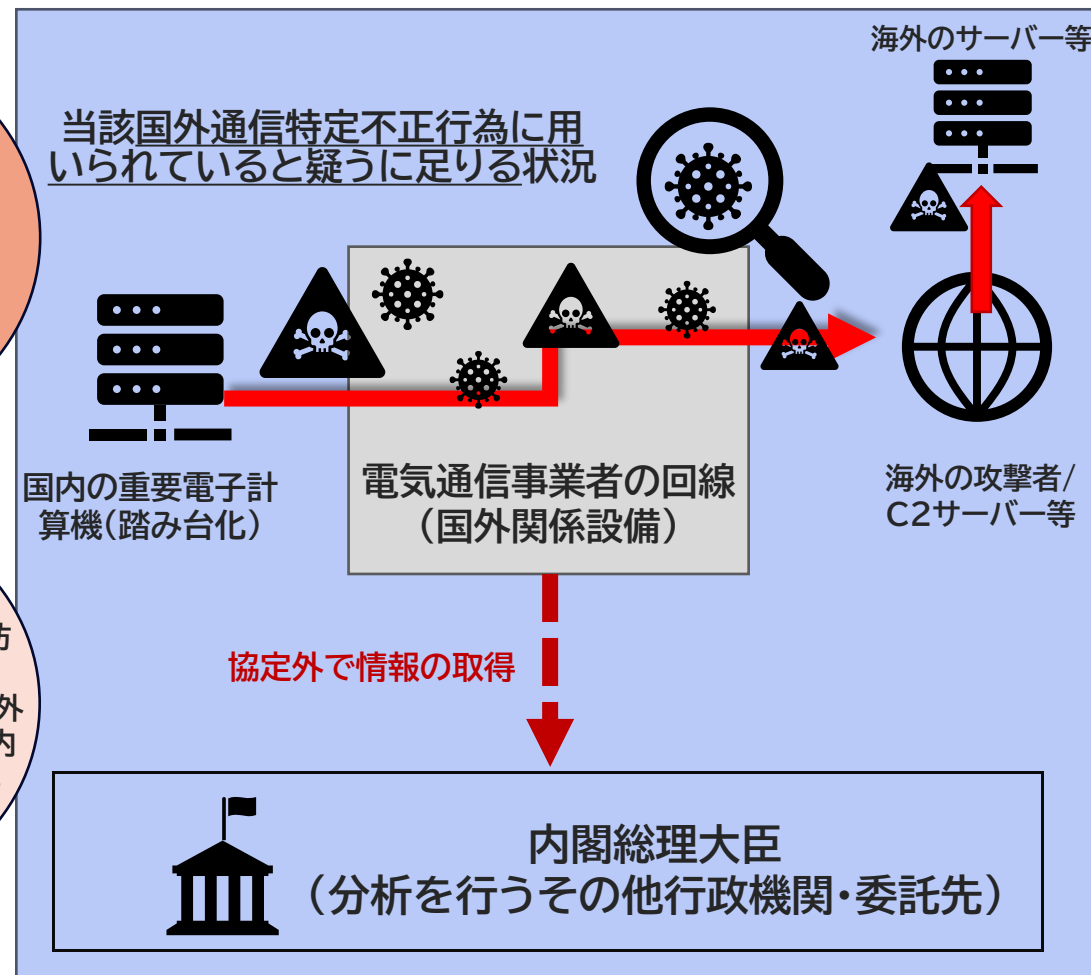 海外のサーバー等
当該国外通信特定不正行為に用
いられていると疑うに足りる状況
国内の重要電子計
算機(踏み台化)
電気通信事業者の回線
(国外関係設備)
海外の攻撃者/
C2サーバー等
外
内
協定外で情報の取得
内閣総理大臣
(分析を行うその他行政機関・委託先)